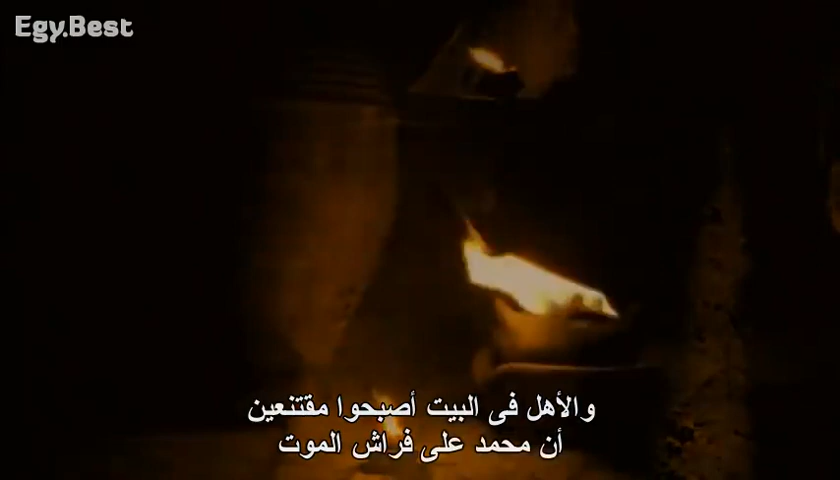 Egy.Best
والأهل فى البيت أصبحوا مقتنعين
أن محمد على فراش الموت